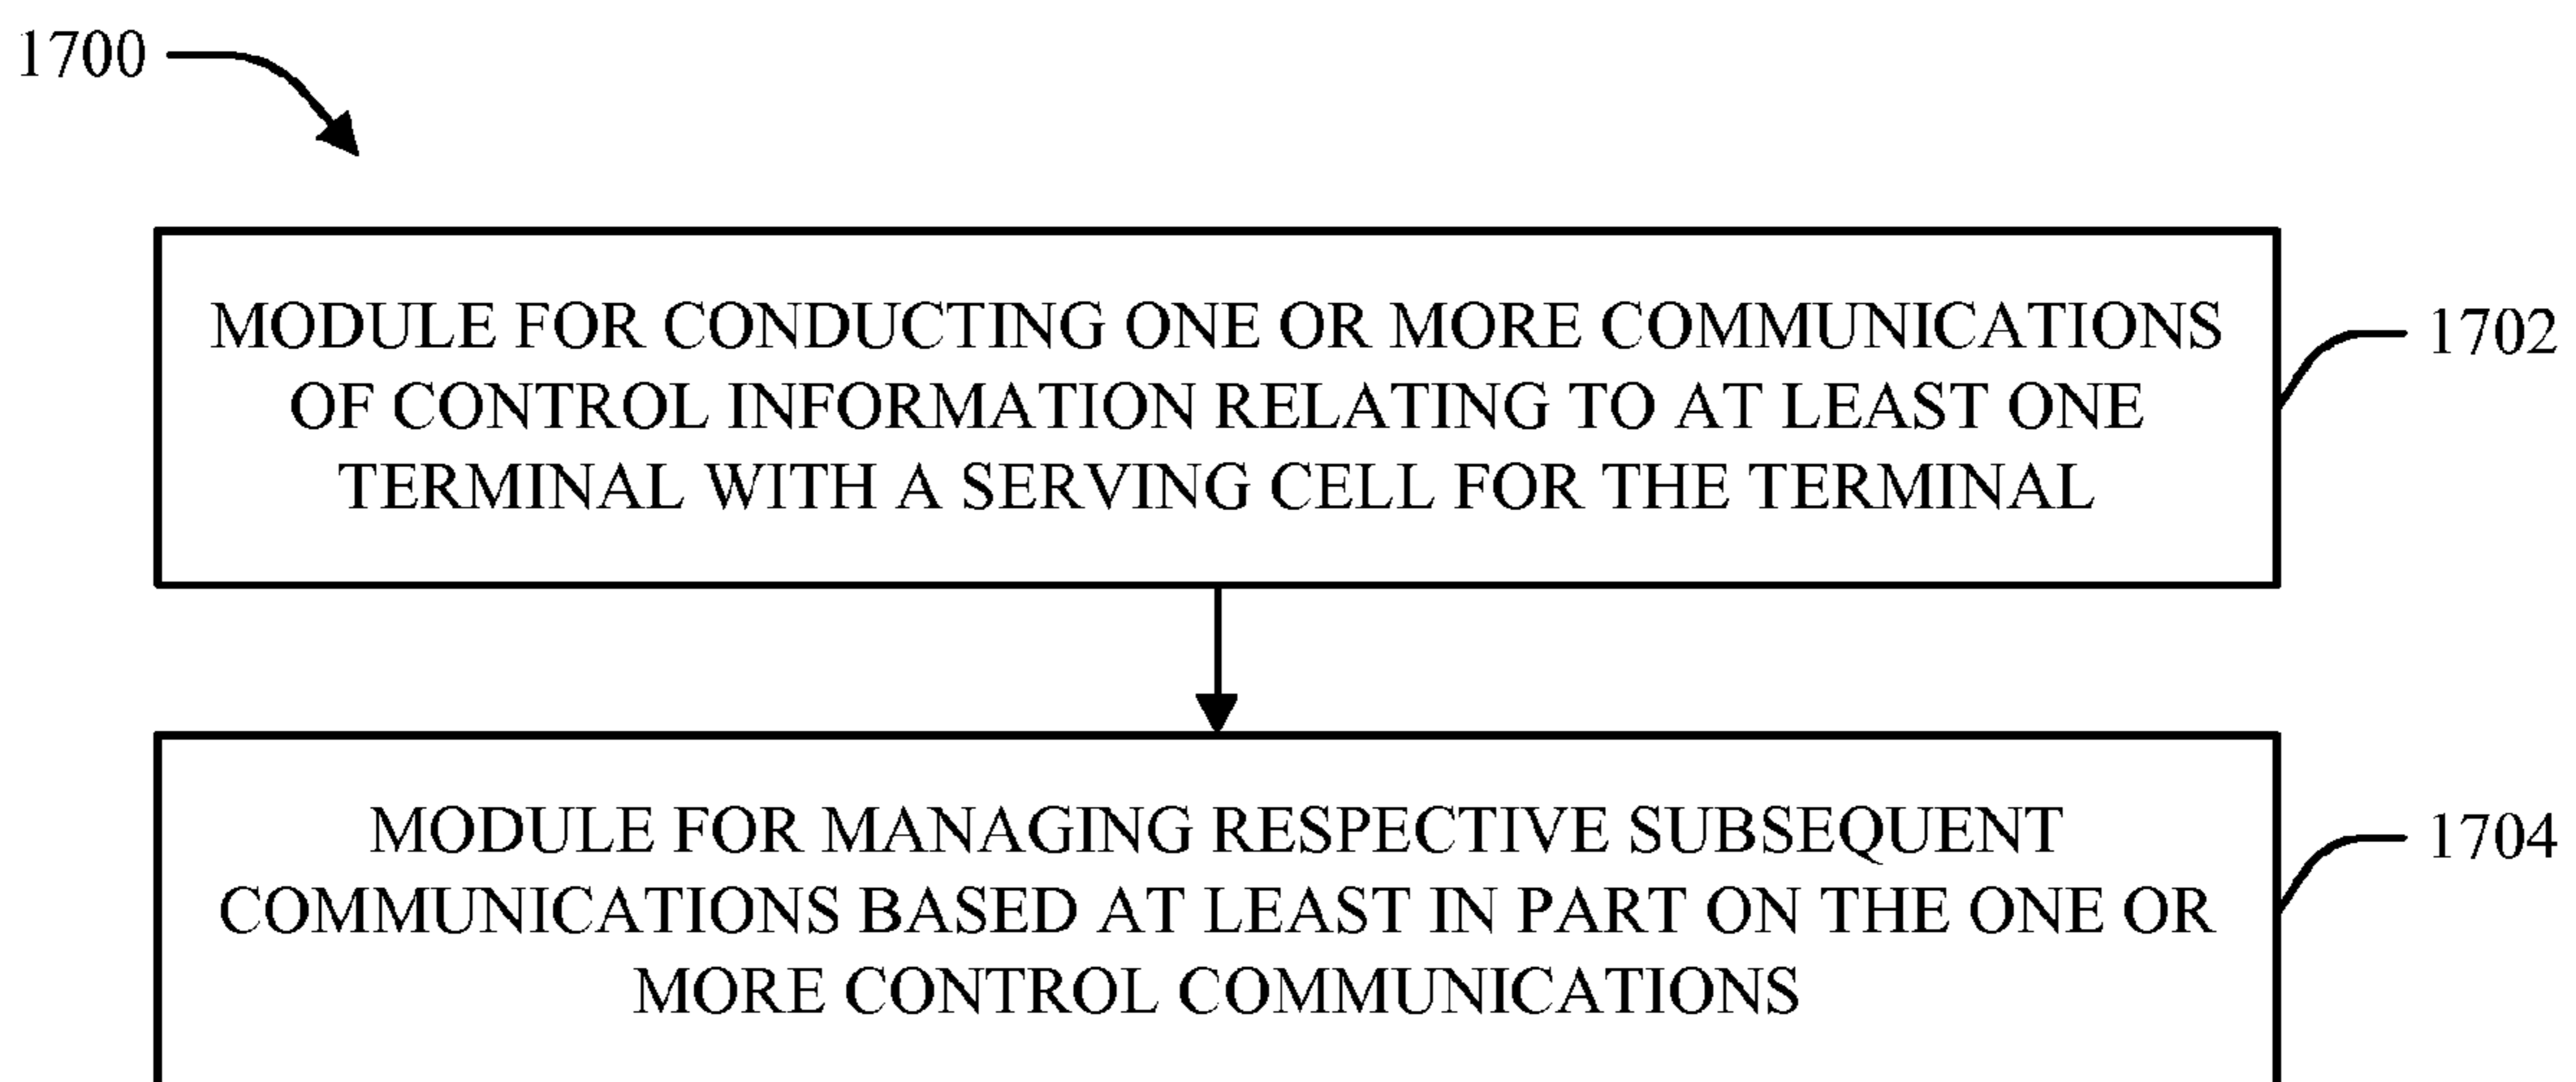 1700
MODULE FOR CONDUCTING ONE OR MORE COMMUNICATIONS
OF CONTROL INFORMATION RELATING TO AT LEAST ONE
TERMINAL WITH A SERVING CELL FOR THE TERMINAL
1702
MODULE FOR MANAGING RESPECTIVE SUBSEQUENT
COMMUNICATIONS BASED AT LEAST IN PART ON THE ONE OR
MORE CONTROL COMMUNICATIONS
1704